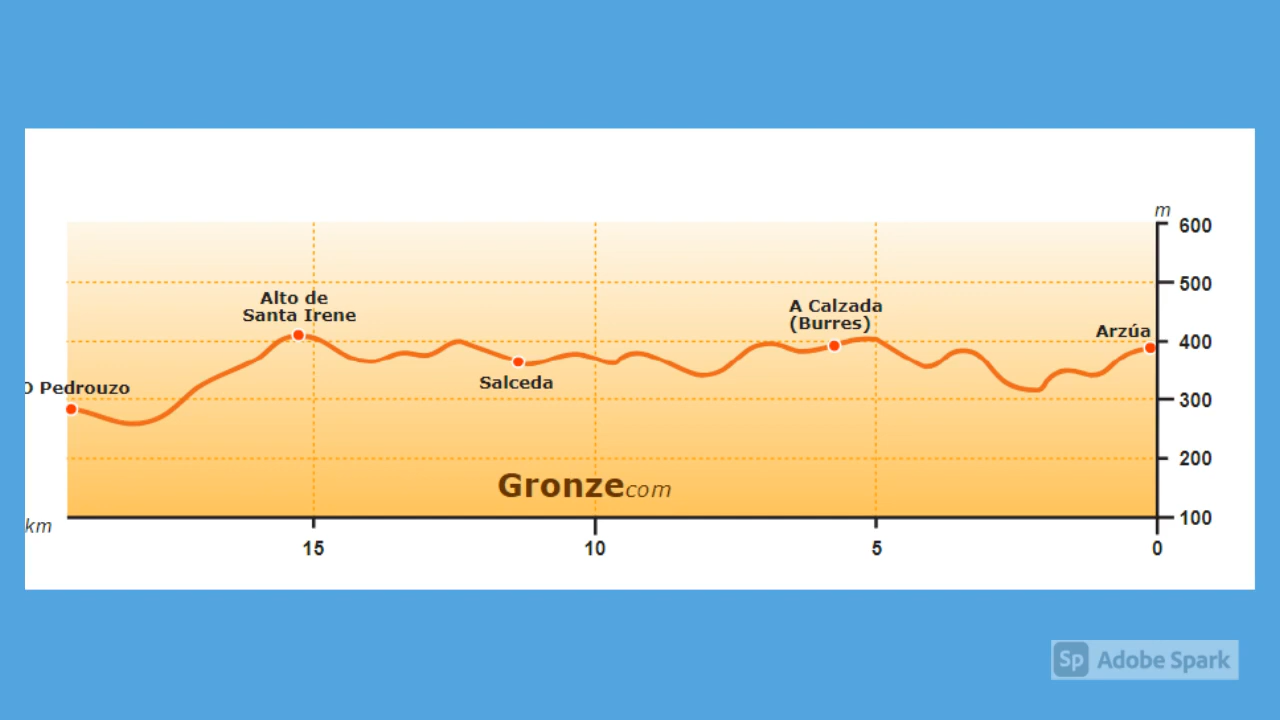 m
600
500
400
300
200
100
Alto de
Santa Irene
A Calzada
(Burres)
Arzúa
O Pedrouzo
Salceda
Gronze.com
km
15
10
5
0
Sp Adobe Spark